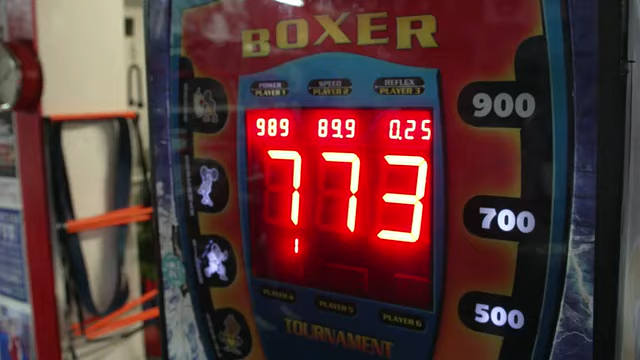 BOXER
POWER SPEED REFLEX
PLAYER 1 PLAYER 2 PLAYER 3
989 89.9 0.25
900
773
1
700
PLAYER 4 PLAYER 5 PLAYER 6
500
TOURNAMENT